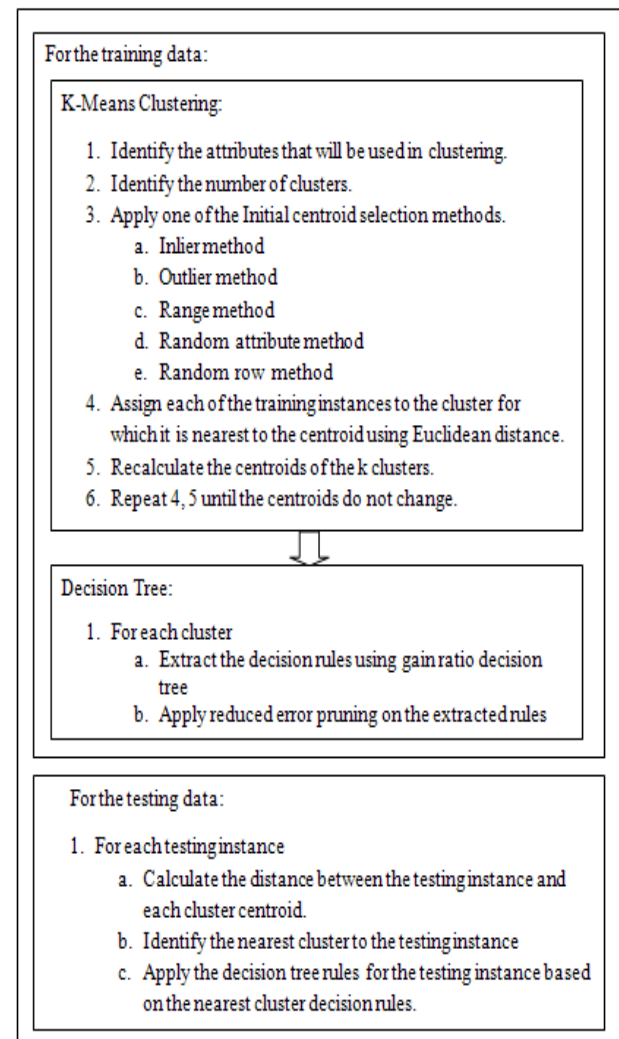 For the training data:
K-Means Clustering:
1. Identify the attributes that will be used in clustering.
2. Identify the number of clusters.
3. Apply one of the Initial centroid selection methods.
a. Inlier method
b. Outlier method
c. Range method
d. Random attribute method
e. Random row method
4. Assign each of the training instances to the cluster for
which it is nearest to the centroid using Euclidean distance.
5. Recalculate the centroids of the k clusters.
6. Repeat 4, 5 until the centroids do not change.
Decision Tree:
1. For each cluster
a. Extract the decision rules using gain ratio decision
tree
b. Apply reduced error pruning on the extracted rules
For the testing data:
1. For each testing instance
a. Calculate the distance between the testing instance and
each cluster centroid.
b. Identify the nearest cluster to the testing instance
c. Apply the decision tree rules for the testing instance based
on the nearest cluster decision rules.